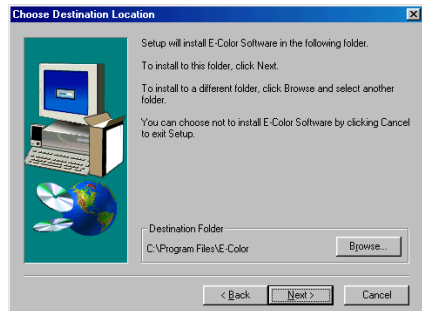 Choose Destination Location
Setup will install E-Color Software in the following folder.
To install to this folder, click Next.
To install to a different folder, click Browse and select another
folder.
You can choose not to install E-Color Software by clicking Cancel
to exit Setup.
Destination Folder
C:\Program Files\E-Color
Browse...
< Back
Next >
Cancel